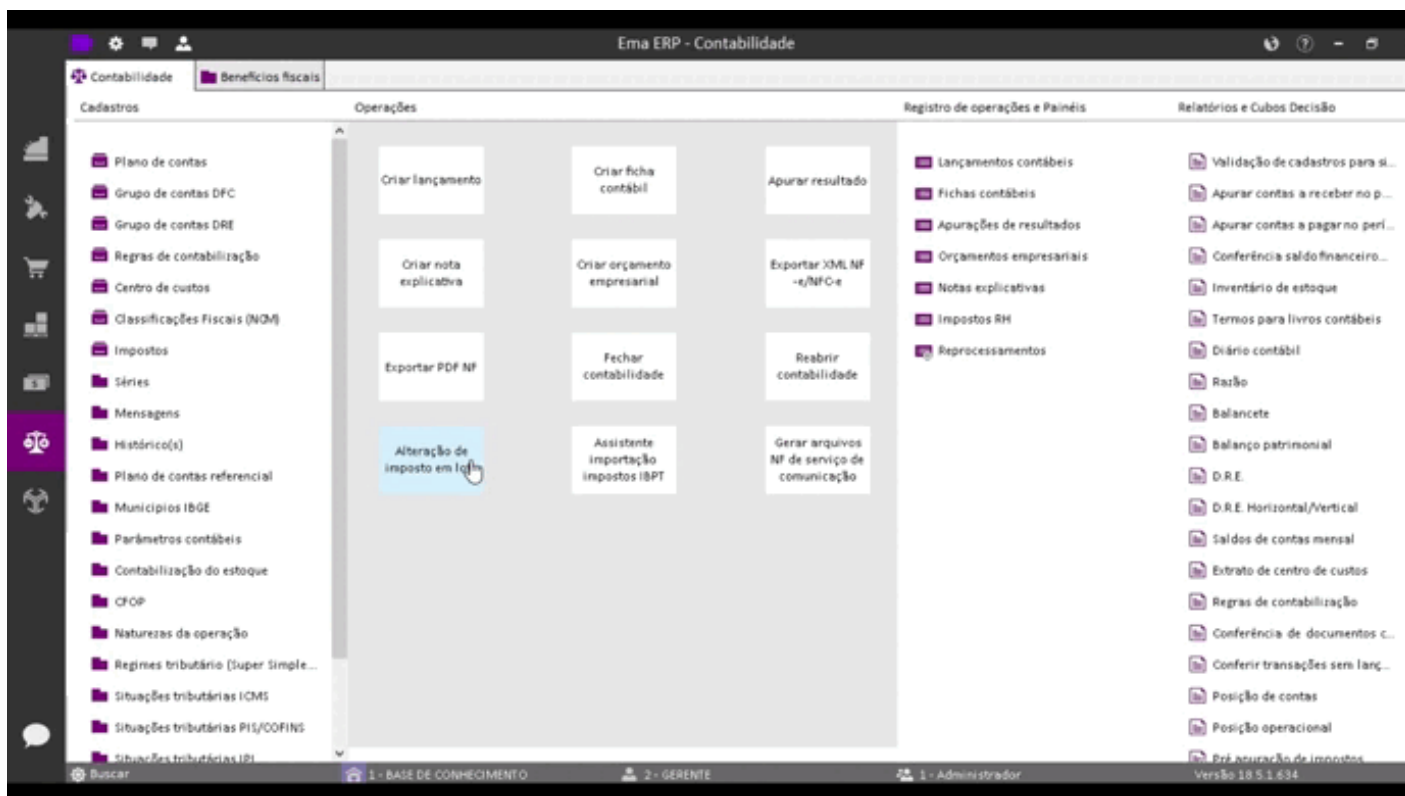 Ema ERP - Contabilidade
Contabilidade
Benefícios fiscais
Cadastros
Operações
Registro de operações e Painéis
Relatórios e Cubos Decisão
Plano de contas
Grupo de contas DFC
Grupo de contas DRE
Regras de contabilização
Centro de custos
Classificações Fiscais (NCM)
Impostos
Séries
Mensagens
Histórico(s)
Plano de contas referencial
Municípios IBGE
Parâmetros contábeis
Contabilização do estoque
CFOP
Naturezas da operação
Regimes tributário (Super Simple...
Situações tributárias ICMS
Situações tributárias PIS/COFINS
Situações tributárias IPI
Criar lançamento
Criar ficha
contábil
Apurar resultado
Criar nota
explicativa
Criar orçamento
empresarial
Exportar XML NF
-e/NFC-e
Exportar PDF NF
Fechar
contabilidade
Reabrir
contabilidade
Alteração de
imposto em
Assistente
importação
impostos IBPT
Gerar arquivos
NF de serviço de
comunicação
Lançamentos contábeis
Fichas contábeis
Apurações de resultados
Orçamentos empresariais
Notas explicativas
Impostos RH
Reprocessamentos
Validação de cadastros para si...
Apurar contas a receber no p...
Apurar contas a pagar no perí...
Conferência saldo financeiro...
Inventário de estoque
Termos para livros contábeis
Diário contábil
Razão
Balancete
Balanço patrimonial
D.R.E.
D.R.E. Horizontal/Vertical
Saldos de contas mensal
Extrato de centro de custos
Regras de contabilização
Conferência de documentos c...
Conferir transações sem lanç...
Posição de contas
Posição operacional
Pré apuração de impostos
Buscar
1 - BASE DE CONHECIMENTO
2 - GERENTE
1 - Administrador
Versão 18.5.1.634